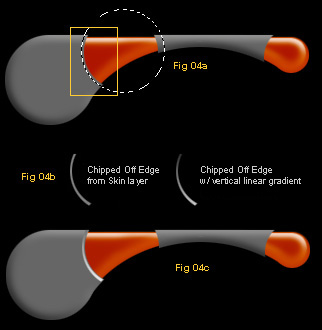 Fig 04a
Fig 04b
Chipped Off Edge
from Skin layer
Chipped Off Edge
w/ vertical linear gradient
Fig 04c